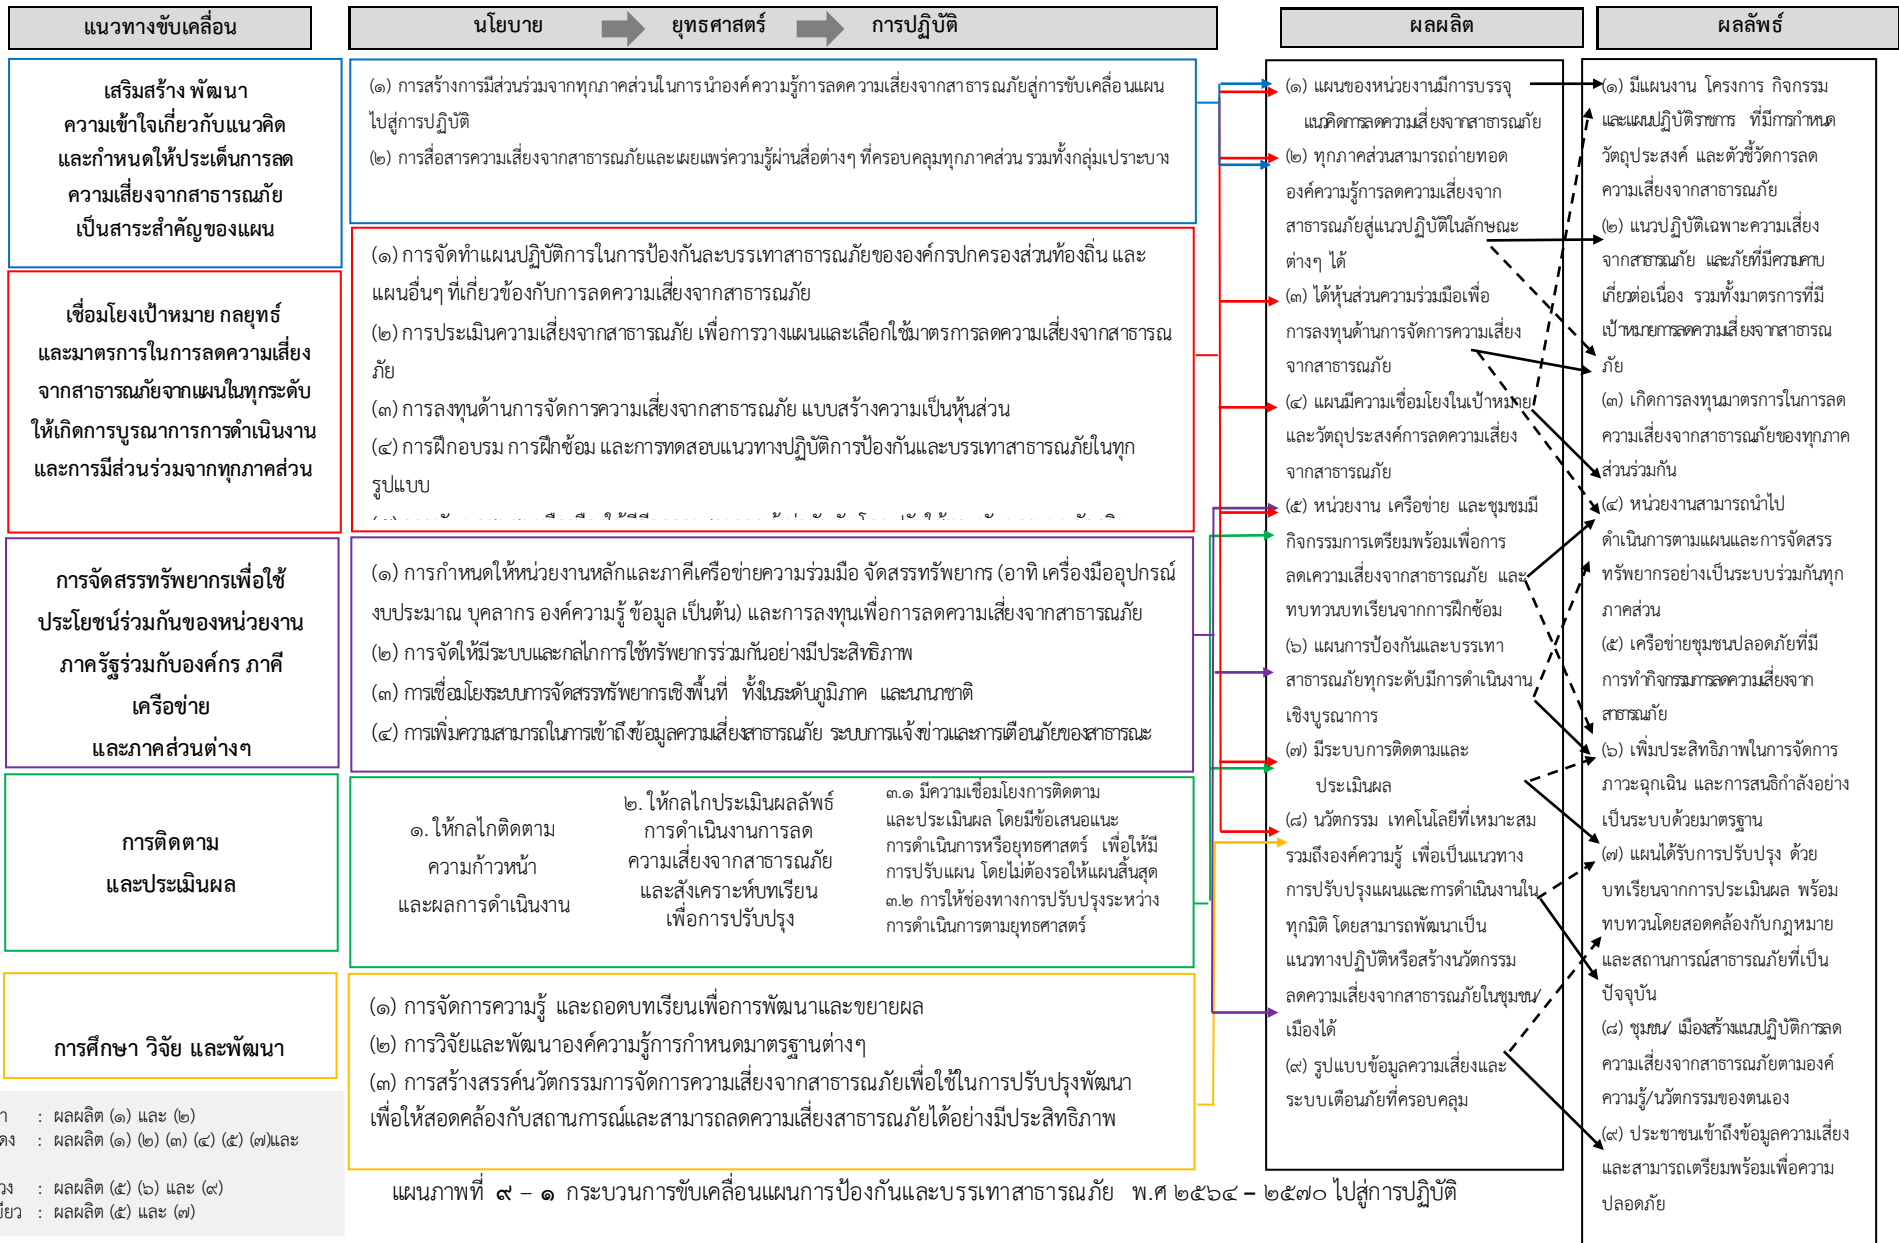 แนวทางขับเคลื่อน
นโยบาย
ยุทธศาสตร์
การปฏิบัติ
ผลผลิต
ผลลัพธ์
เสริมสร้าง พัฒนา
ความเข้าใจเกี่ยวกับแนวคิด
และกำหนดให้ประเด็นการลด
ความเสี่ยงจากสาธารณภัย
เป็นสาระสำคัญของแผน
(๑) การสร้างการมีส่วนร่วมจากทุกภาคส่วนในการนำองค์ความรู้การลดความเสี่ยงจากสาธารณภัยสู่การขับเคลื่อนแผน
ไปสู่การปฏิบัติ
(๒) การสื่อสารความเสี่ยงจากสาธารณภัยและเผยแพร่ความรู้ผ่านสื่อต่างๆ ที่ครอบคลุมทุกภาคส่วน รวมทั้งกลุ่มเปราะบาง
เชื่อมโยงเป้าหมาย กลยุทธ์
และมาตรการในการลดความเสี่ยง
จากสาธารณภัยจากแผนในทุกระดับ
ให้เกิดการบูรณาการการดำเนินงาน
และการมีส่วนร่วมจากทุกภาคส่วน
(๑) การจัดทำแผนปฏิบัติการในการป้องกันละบรรเทาสาธารณภัยขององค์กรปกครองส่วนท้องถิ่น และ
แผนอื่นๆ ที่เกี่ยวข้องกับการลดความเสี่ยงจากสาธารณภัย
(๒) การประเมินความเสี่ยงจากสาธารณภัย เพื่อการวางแผนและเลือกใช้มาตรการลดความเสี่ยงจากสาธารณ
ภัย
(๓) การลงทุนด้านการจัดการความเสี่ยงจากสาธารณภัย แบบสร้างความเป็นหุ้นส่วน
(๔) การฝึกอบรม การฝึกซ้อม และการทดสอบแนวทางปฏิบัติการป้องกันและบรรเทาสาธารณภัยในทุก
รูปแบบ
การจัดสรรทรัพยากรเพื่อใช้
ประโยชน์ร่วมกันของหน่วยงาน
ภาครัฐร่วมกับองค์กร ภาคี
เครือข่าย
และภาคส่วนต่างๆ
(๑) การกำหนดให้หน่วยงานหลักและภาคีเครือข่ายความร่วมมือ จัดสรรทรัพยากร (อาทิ เครื่องมืออุปกรณ์
งบประมาณ บุคลากร องค์ความรู้ ข้อมูล เป็นต้น) และการลงทุนเพื่อการลดความเสี่ยงจากสาธารณภัย
(๒) การจัดให้มีระบบและกลไกการใช้ทรัพยากรร่วมกันอย่างมีประสิทธิภาพ
(๓) การเชื่อมโยงระบบการจัดสรรทรัพยากรเชิงพื้นที่ ทั้งในระดับภูมิภาค และนานาชาติ
(๔) การเพิ่มความสามารถในการเข้าถึงข้อมูลความเสี่ยงสาธารณภัย ระบบการแจ้งข่าวและการเตือนภัยของสาธารณะ
การติดตาม
และประเมินผล
๑. ให้กลไกติดตาม
ความก้าวหน้า
และผลการดำเนินงาน
๒. ให้กลไกประเมินผลลัพธ์
การดำเนินงานการลด
ความเสี่ยงจากสาธารณภัย
และสังเคราะห์บทเรียน
เพื่อการปรับปรุง
๓.๑ มีความเชื่อมโยงการติดตาม
และประเมินผล โดยมีข้อเสนอแนะ
การดำเนินการหรือยุทธศาสตร์ เพื่อให้มี
การปรับแผน โดยไม่ต้องรอให้แผนสิ้นสุด
๓.๒ การให้ช่องทางการปรับปรุงระหว่าง
การดำเนินการตามยุทธศาสตร์
การศึกษา วิจัย และพัฒนา
(๑) การจัดการความรู้ และถอดบทเรียนเพื่อการพัฒนาและขยายผล
(๒) การวิจัยและพัฒนาองค์ความรู้การกำหนดมาตรฐานต่างๆ
(๓) การสร้างสรรค์นวัตกรรมการจัดการความเสี่ยงจากสาธารณภัยเพื่อใช้ในการปรับปรุงพัฒนา
เพื่อให้สอดคล้องกับสถานการณ์และสามารถลดความเสี่ยงสาธารณภัยได้อย่างมีประสิทธิภาพ
(๑) แผนของหน่วยงานมีการบรรจุ
แนวคิดการลดความเสี่ยงจากสาธารณภัย
(๒) ทุกภาคส่วนสามารถถ่ายทอด
องค์ความรู้การลดความเสี่ยงจาก
สาธารณภัยสู่แนวปฏิบัติในลักษณะ
ต่างๆ ได้
(๓) ได้หุ้นส่วนความร่วมมือเพื่อ
การลงทุนด้านการจัดการความเสี่ยง
จากสาธารณภัย
(๔) แผนมีความเชื่อมโยงในเป้าหมาย
และวัตถุประสงค์การลดความเสี่ยง
จากสาธารณภัย
(๕) หน่วยงาน เครือข่าย และชุมชนมี
กิจกรรมการเตรียมพร้อมเพื่อการ
ลดเความเสี่ยงจากสาธารณภัย และ
ทบทวนบทเรียนจากการฝึกซ้อม
(๖) แผนการป้องกันและบรรเทา
สาธารณภัยทุกระดับมีการดำเนินงาน
เชิงบูรณาการ
(๗) มีระบบการติดตามและ
ประเมินผล
(๘) นวัตกรรม เทคโนโลยีที่เหมาะสม
รวมถึงองค์ความรู้ เพื่อเป็นแนวทาง
การปรับปรุงแผนและการดำเนินงานใน
ทุกมิติ โดยสามารถพัฒนาเป็น
แนวทางปฏิบัติหรือสร้างนวัตกรรม
ลดความเสี่ยงจากสาธารณภัยในชุมชน/
เมืองได้
(๙) รูปแบบข้อมูลความเสี่ยงและ
ระบบเตือนภัยที่ครอบคลุม
(๑) มีแผนงาน โครงการ กิจกรรม
และแผนปฏิบัติราชการ ที่มีการกำหนด
วัตถุประสงค์ และตัวชี้วัดการลด
ความเสี่ยงจากสาธารณภัย
(๒) แนวปฏิบัติเฉพาะความเสี่ยง
จากสาธารณภัย และภัยที่มีความคาบ
เกี่ยวต่อเนื่อง รวมทั้งมาตรการที่มี
เป้าหมายการลดความเสี่ยงจากสาธารณ
ภัย
(๓) เกิดการลงทุนมาตรการในการลด
ความเสี่ยงจากสาธารณภัยของทุกภาค
ส่วนร่วมกัน
(๔) หน่วยงานสามารถนำไป
ดำเนินการตามแผนและการจัดสรร
ทรัพยากรอย่างเป็นระบบร่วมกันทุก
ภาคส่วน
(๕) เครือข่ายชุมชนปลอดภัยที่มี
การทำกิจกรรมการลดความเสี่ยงจาก
สาธารณภัย
(๖) เพิ่มประสิทธิภาพในการจัดการ
ภาวะฉุกเฉิน และการสนธิกำลังอย่าง
เป็นระบบด้วยมาตรฐาน
(๗) แผนได้รับการปรับปรุง ด้วย
บทเรียนจากการประเมินผล พร้อม
ทบทวนโดยสอดคล้องกับกฎหมาย
และสถานการณ์สาธารณภัยที่เป็น
ปัจจุบัน
(๘) ชุมชน/ เมืองสร้างแนวปฏิบัติการลด
ความเสี่ยงจากสาธารณภัยตามองค์
ความรู้/นวัตกรรมของตนเอง
(๙) ประชาชนเข้าถึงข้อมูลความเสี่ยง
และสามารถเตรียมพร้อมเพื่อความ
ปลอดภัย
: ผลผลิต (๑) และ (๒)
: ผลผลิต (๑) (๒) (๓) (๔) (๕) (๗)และ
: ผลผลิต (๕) (๖) และ (๙)
: ผลผลิต (๕) และ (๗)
แผนภาพที่ ๙ – ๑ กระบวนการขับเคลื่อนแผนการป้องกันและบรรเทาสาธารณภัย พ.ศ ๒๕๖๔ – ๒๕๗๐ ไปสู่การปฏิบัติ